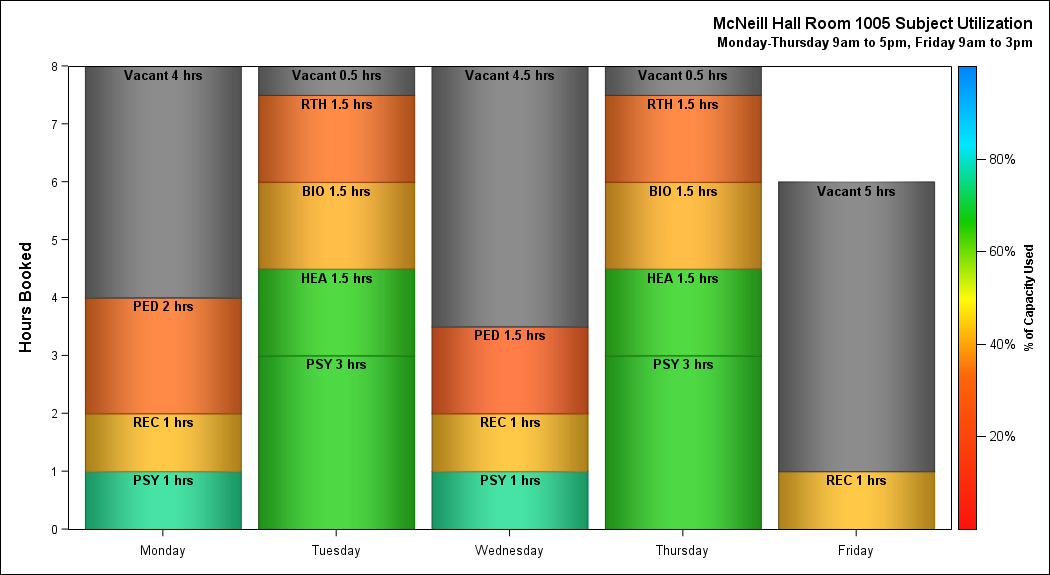 McNeill Hall Room 1005 Subject Utilization
Monday-Thursday 9am to 5pm, Friday 9am to 3pm
Hours Booked
8
7
6
5
4
3
2
1
0
Vacant 4 hrs
PED 2 hrs
REC 1 hrs
PSY 1 hrs
Monday
Vacant 0.5 hrs
RTH 1.5 hrs
BIO 1.5 hrs
HEA 1.5 hrs
PSY 3 hrs
Tuesday
Vacant 4.5 hrs
PED 1.5 hrs
REC 1 hrs
PSY 1 hrs
Wednesday
Vacant 0.5 hrs
RTH 1.5 hrs
BIO 1.5 hrs
HEA 1.5 hrs
PSY 3 hrs
Thursday
Vacant 5 hrs
REC 1 hrs
Friday
80%
60%
40%
20%
% of Capacity Used